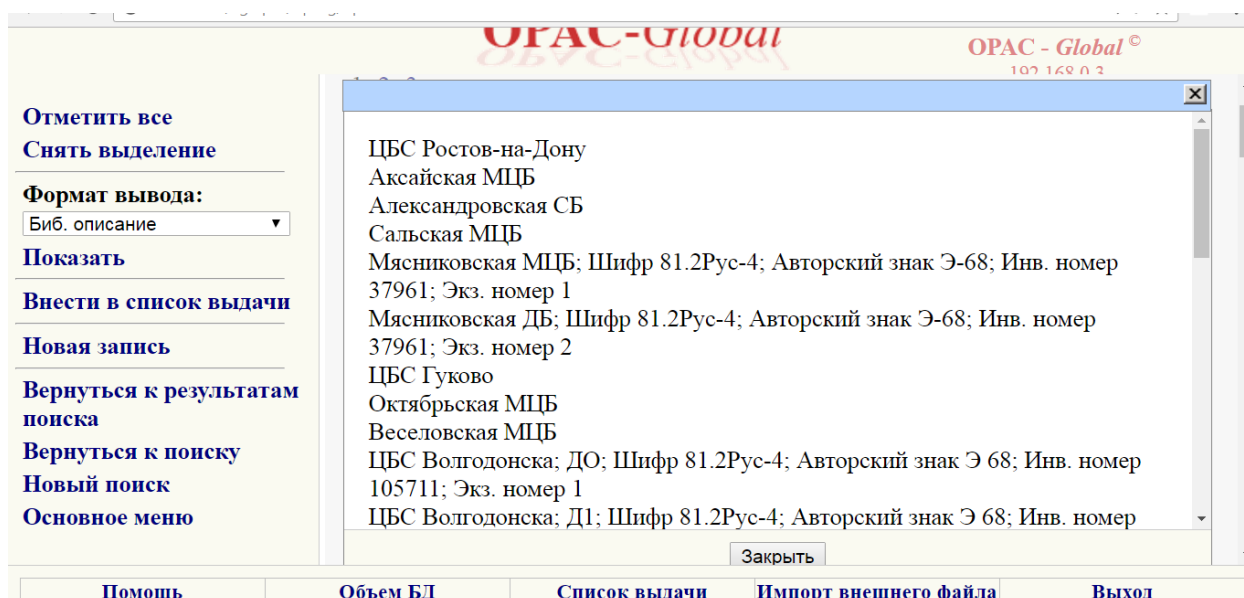 OPAC-Global
OPAC - Global ©
192.168.0.3
Отметить все
Снять выделение
Формат вывода:
Биб. описание
Показать
Внести в список выдачи
Новая запись
Вернуться к результатам
поиска
Вернуться к поиску
Новый поиск
Основное меню
ЦБС Ростов-на-Дону
Аксайская МЦБ
Александровская СБ
Сальская МЦБ
Мясниковская МЦБ; Шифр 81.2Рус-4; Авторский знак Э-68; Инв. номер
37961; Экз. номер 1
Мясниковская ДБ; Шифр 81.2Рус-4; Авторский знак Э-68; Инв. номер
37961; Экз. номер 2
ЦБС Гуково
Октябрьская МЦБ
Веселовская МЦБ
ЦБС Волгодонска; ДО; Шифр 81.2Рус-4; Авторский знак Э 68; Инв. номер
105711; Экз. номер 1
ЦБС Волгодонска; Д1; Шифр 81.2Рус-4; Авторский знак Э 68; Инв. номер
Закрыть
Помощь
Объем БД
Список выдачи
Импорт внешнего файла
Выход